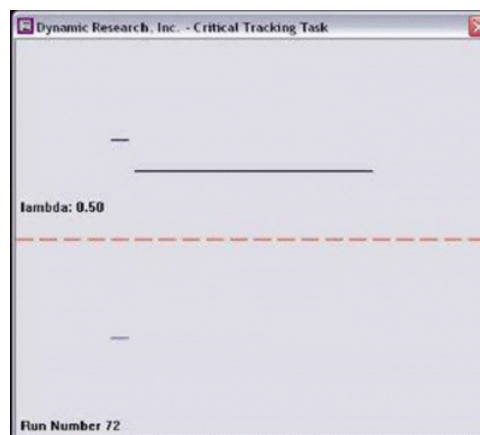 Dynamic Research, Inc. - Critical Tracking Task
lambda: 0.50
Run Number 72